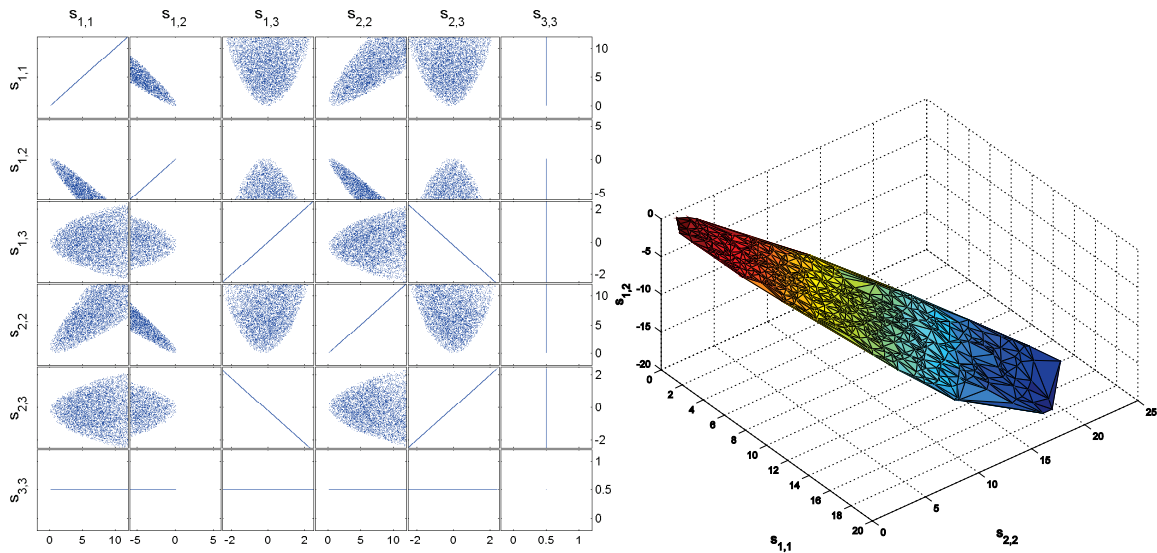 s1,1 s1,2 s1,3 s2,2 s2,3 s3,3
s1,1 10 5 0
s1,2 5 0 -5
s1,3 2 0 -2
s2,2 10 5 0
s2,3 2 0 -2
s3,3 1 0.5 0
0 5 10 -5 0 5 -2 0 2 0 5 10 -2 0 2 0 0.5 1
0
-5
-10
-15
-20
s1,2
0 2 4 6 8 10 12 14 16 18 20
s1,1
0 5 10 15 20 25
s2,2